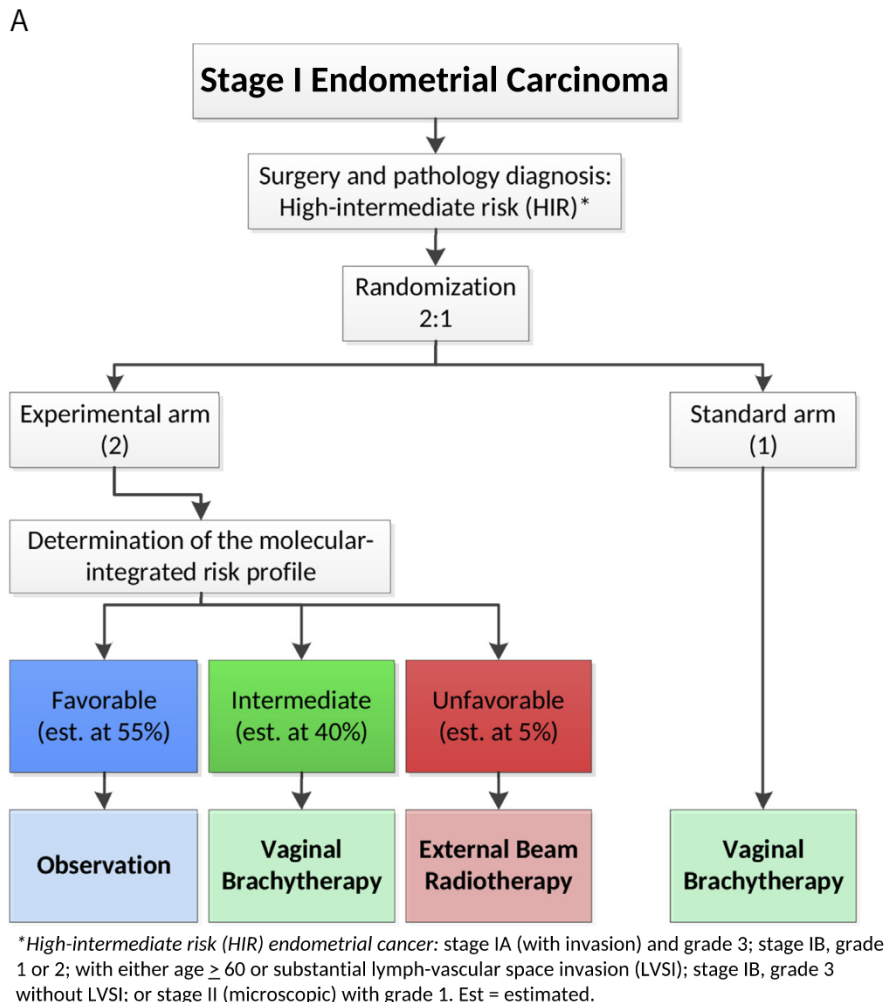 A
Stage I Endometrial Carcinoma
Surgery and pathology diagnosis:
High-intermediate risk (HIR)*
Randomization
2:1
Experimental arm
(2)
Standard arm
(1)
Determination of the molecular-
integrated risk profile
Favorable
(est. at 55%)
Intermediate
(est. at 40%)
Unfavorable
(est. at 5%)
Observation
Vaginal
Brachytherapy
External Beam
Radiotherapy
Vaginal
Brachytherapy
*High-intermediate risk (HIR) endometrial cancer: stage IA (with invasion) and grade 3; stage IB, grade
1 or 2; with either age ≥ 60 or substantial lymph-vascular space invasion (LVSI); stage IB, grade 3
without LVSI; or stage II (microscopic) with grade 1. Est = estimated.